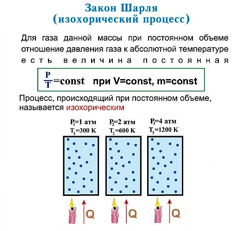 Закон Шарля
(изохорический процесс)
Для газа данной массы при постоянном объеме
отношение давления газа к абсолютной температуре
есть величина постоянная
P/T=const при V=const, m=const
Процесс, происходящий при постоянном объеме,
называется изохорическим
P₁=1 атм P₂=2 атм P₃=4 атм
T₁=300 K T₂=600 K T₃=1200 K
Q Q Q